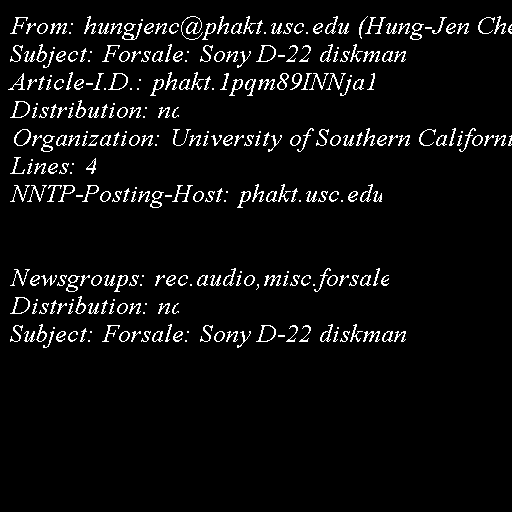 From: hungjenc@phakt.usc.edu (Hung-Jen Che
Subject: Forsale: Sony D-22 diskman
Article-I.D.: phakt.1pqm89INNja1
Distribution: na
Organization: University of Southern Californi
Lines: 4
NNTP-Posting-Host: phakt.usc.edu
Newsgroups: rec.audio,misc.forsale
Distribution: na
Subject: Forsale: Sony D-22 diskman